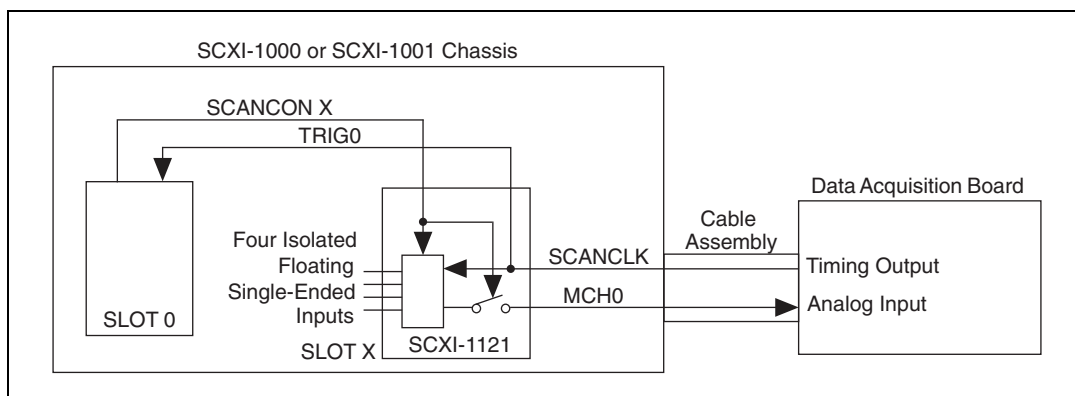 SCXI-1000 or SCXI-1001 Chassis
SCANCON X
TRIG0
SLOT 0
Four Isolated
Floating
Single-Ended
Inputs
SLOT X
SCXI-1121
SCANCLK
MCH0
Cable
Assembly
Data Acquisition Board
Timing Output
Analog Input